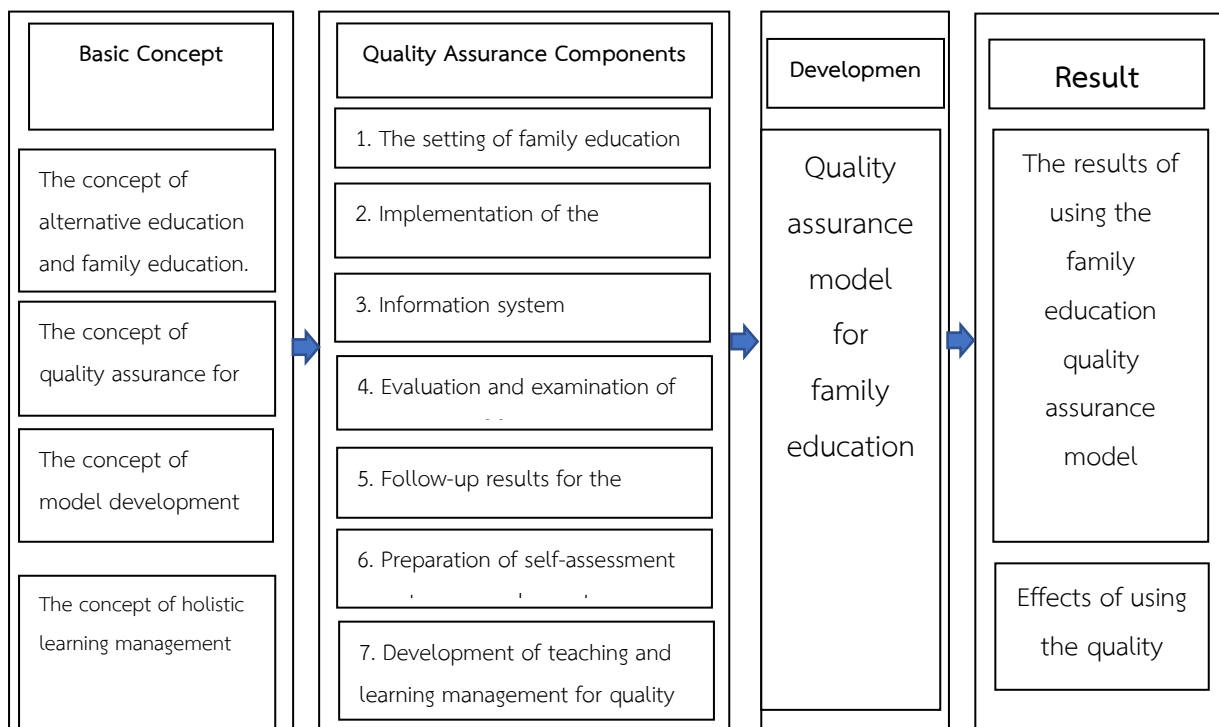 Basic Concept
The concept of
alternative education
and family education.
The concept of
quality assurance for
The concept of
model development
The concept of holistic
learning management
Quality Assurance Components
1. The setting of family education
2. Implementation of the
3. Information system
4. Evaluation and examination of
5. Follow-up results for the
6. Preparation of self-assessment
7. Development of teaching and
learning management for quality
Developmen
Quality
assurance
model
for
family
education
Result
The results of
using the
family
education
quality
assurance
model
Effects of using
the quality